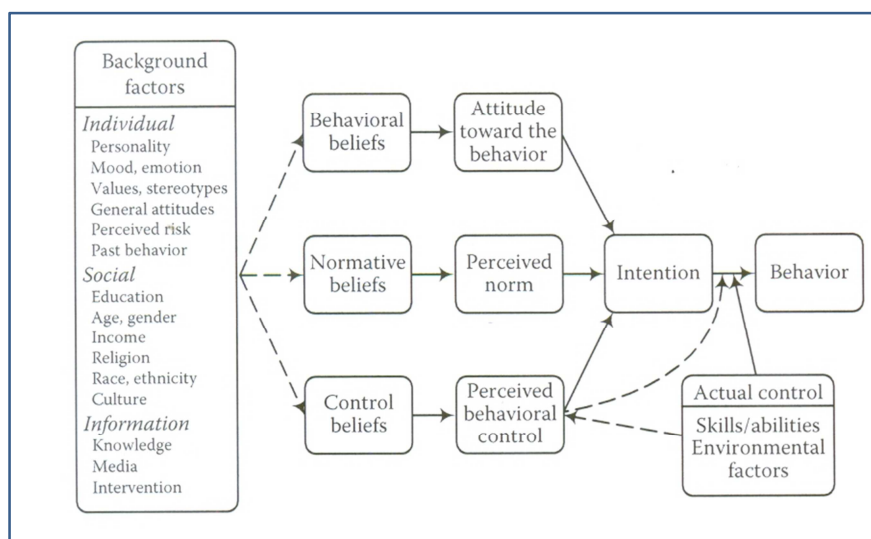 Background
factors
Individual
Personality
Mood, emotion
Values, stereotypes
General attitudes
Perceived risk
Past behavior
Social
Education
Age, gender
Income
Religion
Race, ethnicity
Culture
Information
Knowledge
Media
Intervention
Behavioral
beliefs
Attitude
toward the
behavior
Normative
beliefs
Perceived
norm
Intention
Behavior
Control
beliefs
Perceived
behavioral
control
Actual control
Skills/abilities
Environmental
factors